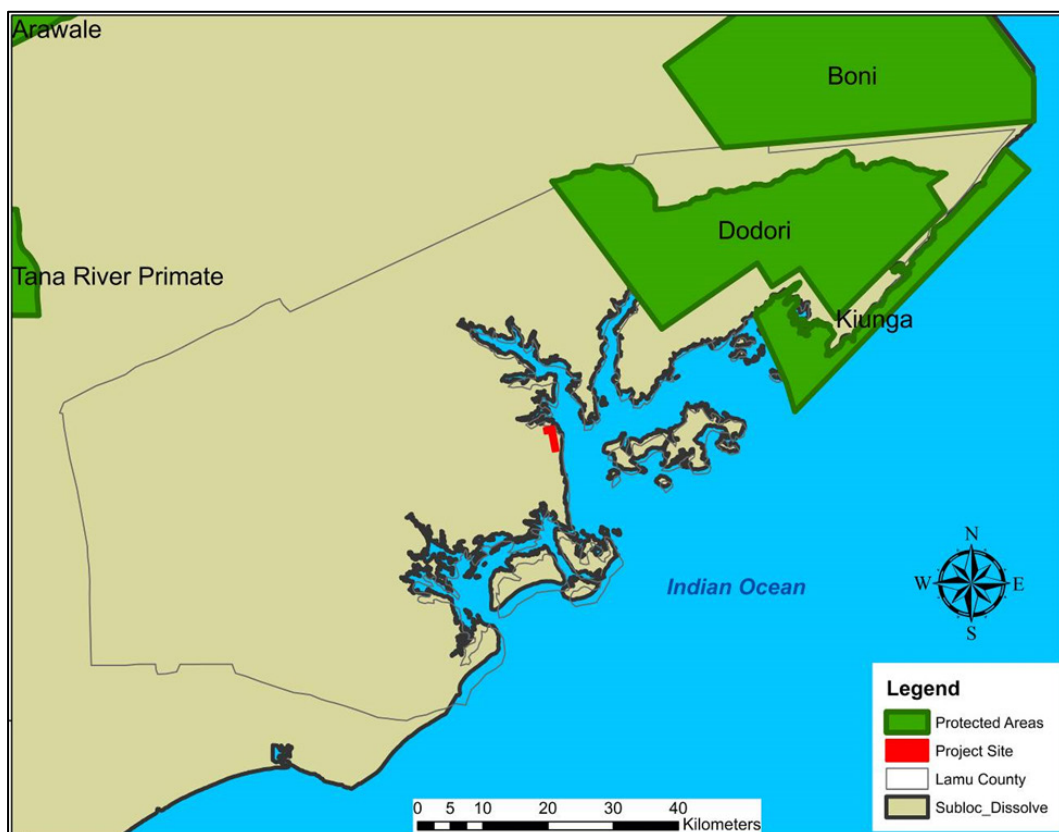 Arawale
Boni
Dodori
Tana River Primate
Kiunga
Indian Ocean
N
W E
S
Legend
Protected Areas
Project Site
Lamu County
Subloc_Dissolve
0 5 10 20 30 40
Kilometers